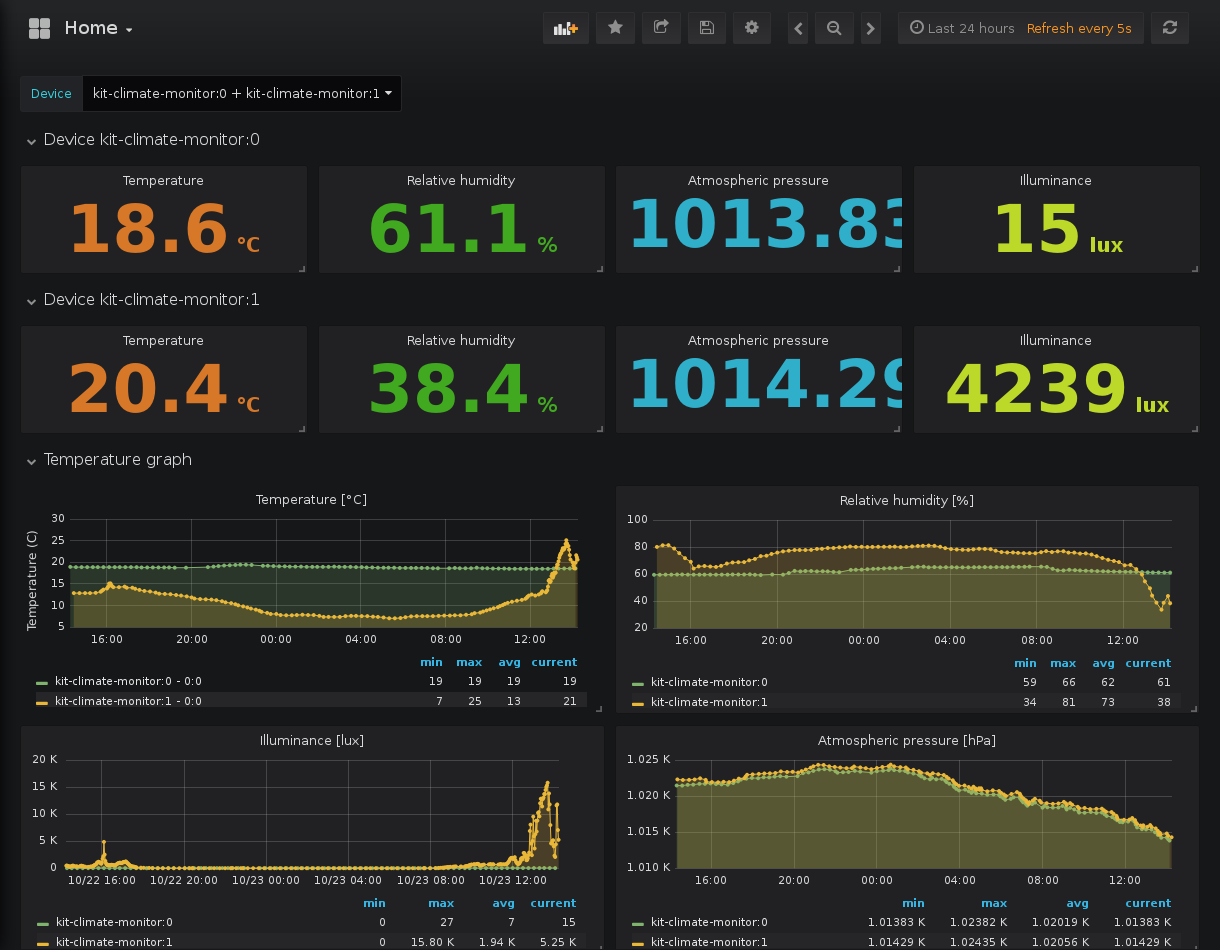 Home
Last 24 hours Refresh every 5s
Device kit-climate-monitor:0 + kit-climate-monitor:1
Device kit-climate-monitor:0
Temperature Relative humidity Atmospheric pressure Illuminance
18.6 °C 61.1 % 1013.83 15 lux
Device kit-climate-monitor:1
Temperature Relative humidity Atmospheric pressure Illuminance
20.4 °C 38.4 % 1014.29 4239 lux
Temperature graph
Temperature [°C]
Temperature (C)
30
25
20
15
10
5
16:00 20:00 00:00 04:00 08:00 12:00
min max avg current
kit-climate-monitor:0 - 0:0 19 19 19 19
kit-climate-monitor:1 - 0:0 7 25 13 21
Relative humidity [%]
100
80
60
40
20
16:00 20:00 00:00 04:00 08:00 12:00
min max avg current
kit-climate-monitor:0 59 66 62 61
kit-climate-monitor:1 34 81 73 38
Illuminance [lux]
20 K
15 K
10 K
5 K
0
10/22 16:00 10/22 20:00 10/23 00:00 10/23 04:00 10/23 08:00 10/23 12:00
min max avg current
kit-climate-monitor:0 0 27 7 15
kit-climate-monitor:1 0 15.80 K 1.94 K 5.25 K
Atmospheric pressure [hPa]
1.025 K
1.020 K
1.015 K
1.010 K
16:00 20:00 00:00 04:00 08:00 12:00
min max avg current
kit-climate-monitor:0 1.01383 K 1.02382 K 1.02019 K 1.01383 K
kit-climate-monitor:1 1.01429 K 1.02435 K 1.02056 K 1.01429 K